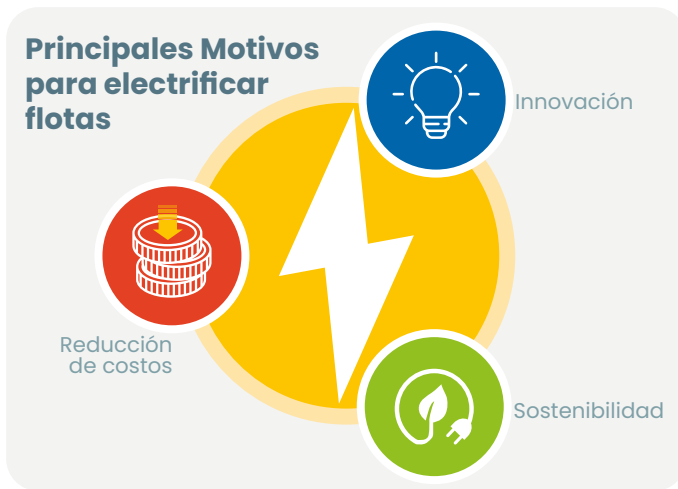 Principales Motivos
para electrificar
flotas
Innovación
Reducción
de costos
Sostenibilidad